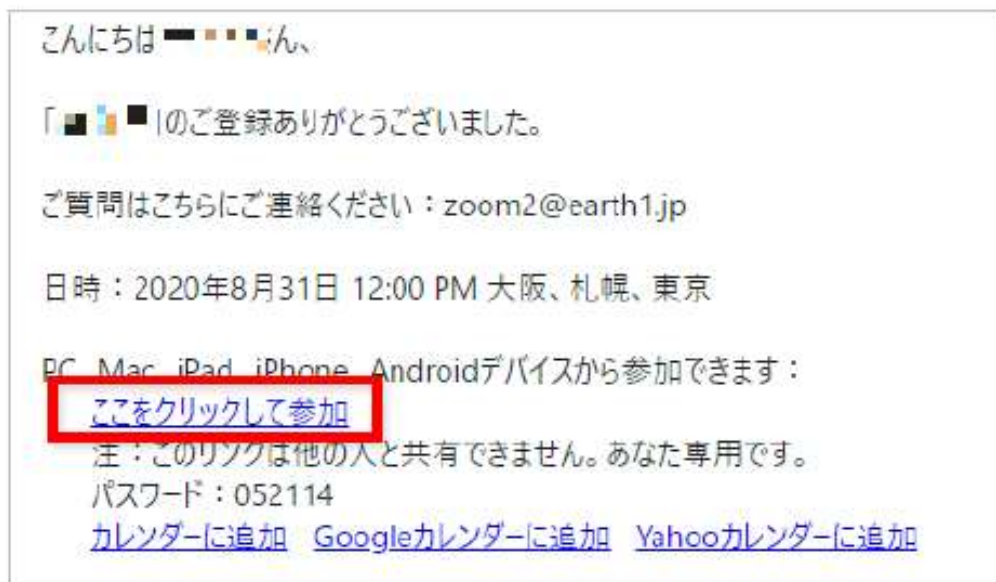 こんにちは ん、
「 」のご登録ありがとうございました。
ご質問はこちらにご連絡ください：zoom2@earth1.jp
日時：2020年8月31日 12:00 PM 大阪、札幌、東京
PC、Mac、iPad、iPhone、Androidデバイスから参加できます：
ここをクリックして参加
注：このリンクは他の人と共有できません。あなた専用です。
パスワード：052114
カレンダーに追加 Googleカレンダーに追加 Yahooカレンダーに追加